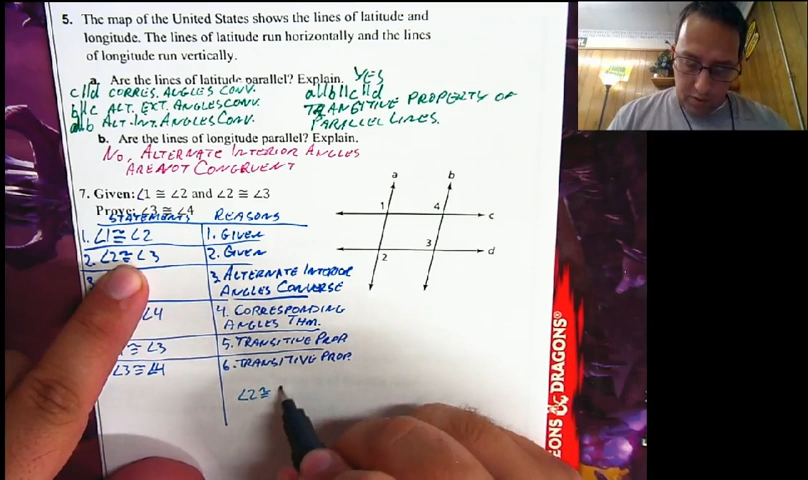 5. The map of the United States shows the lines of latitude and
longitude. The lines of latitude run horizontally and the lines
of longitude run vertically.
a. Are the lines of latitude parallel? Explain. YES
c||d CORRES. ANGLES CONV.
b||c ALT. EXT. ANGLES CONV.
a||b ALT. INT. ANGLES CONV.
a||b||c||d
TRANSITIVE PROPERTY OF
PARALLEL LINES.
b. Are the lines of longitude parallel? Explain.
NO, ALTERNATE INTERIOR ANGLES
ARE NOT CONGRUENT
7. Given: ∠1 ≅ ∠2 and ∠2 ≅ ∠3
Prove: ∠3 ≅ ∠4
STATEMENTS REASONS
1. ∠1 ≅ ∠2 1. GIVEN
2. ∠2 ≅ ∠3 2. GIVEN
3. 3. ALTERNATE INTERIOR
ANGLES CONVERSE
∠4 4. CORRESPONDING
ANGLES THM.
≅ ∠3 5. TRANSITIVE PROP
∠3 ≅ ∠4 6. TRANSITIVE PROP
∠2 ≅
a b
1 4 c
3 d
2
EONS & DRAGONS®